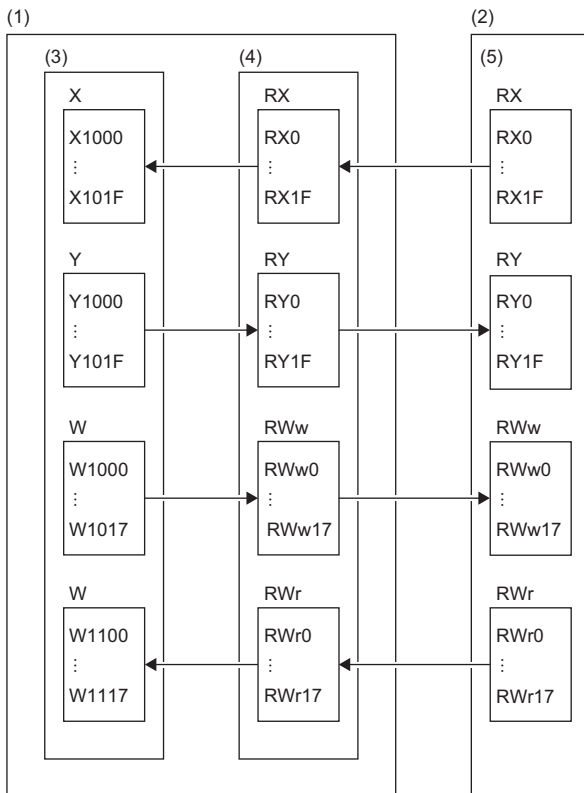 (1) (2)
(3) (4) (5)
X RX RX
X1000 RX0 RX0
⋮ ⋮ ⋮
X101F RX1F RX1F
Y RY RY
Y1000 RY0 RY0
⋮ ⋮ ⋮
Y101F RY1F RY1F
W RWw RWw
W1000 RWw0 RWw0
⋮ ⋮ ⋮
W1017 RWw17 RWw17
W RWr RWr
W1100 RWr0 RWr0
⋮ ⋮ ⋮
W1117 RWr17 RWr17